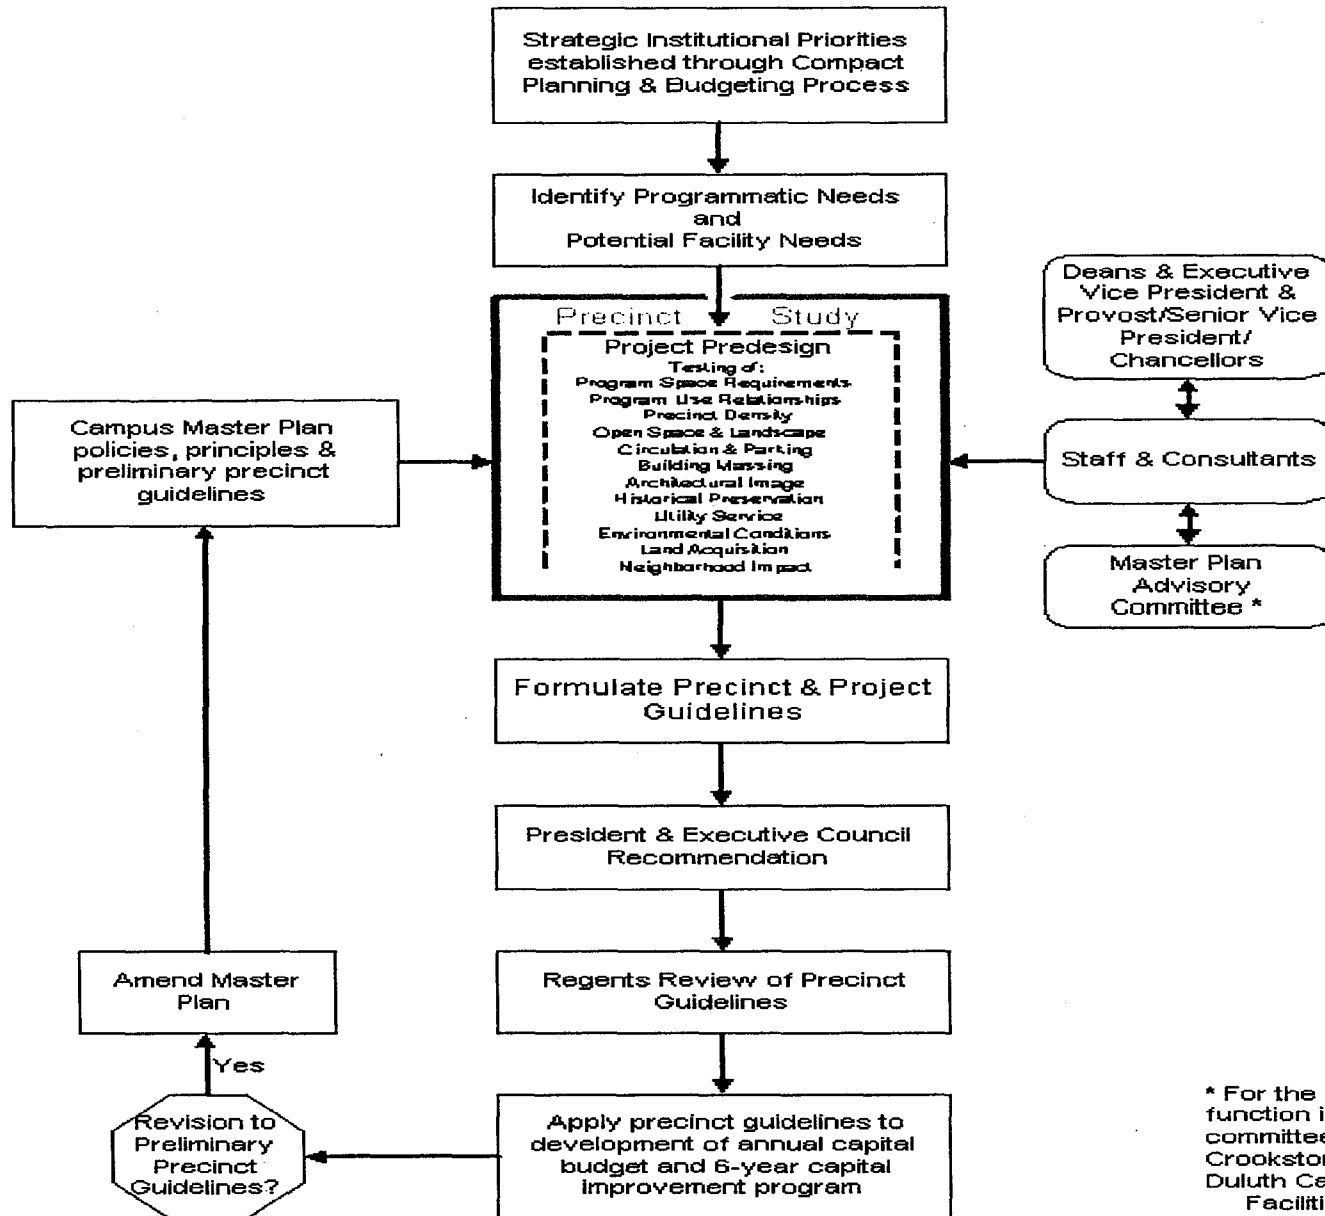 Strategic Institutional Priorities
established through Compact
Planning & Budgeting Process
Identify Programmatic Needs
and
Potential Facility Needs
Precinct Study
Project Predesign
Testing of:
Program Space Requirements
Program Use Relationships
Precinct Density
Open Space & Landscape
Circulation & Parking
Building Massing
Architectural Image
Historical Preservation
Utility Service
Environmental Conditions
Land Acquisition
Neighborhood Impact
Deans & Executive
Vice President &
Provost/Senior Vice
President/
Chancellors
Staff & Consultants
Master Plan
Advisory
Committee *
Campus Master Plan
policies, principles &
preliminary precinct
guidelines
Formulate Precinct & Project
Guidelines
President & Executive Council
Recommendation
Regents Review of Precinct
Guidelines
Amend Master
Plan
Yes
Revision to
Preliminary
Precinct
Guidelines?
Apply precinct guidelines to
development of annual capital
budget and 6-year capital
improvement program
* For the
function i
committee
Crookston
Duluth Ca
Faciliti